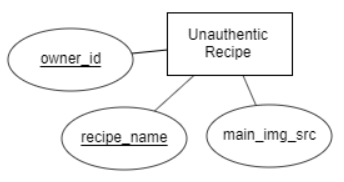 Unauthentic
Recipe
owner_id
recipe_name
main_img_src